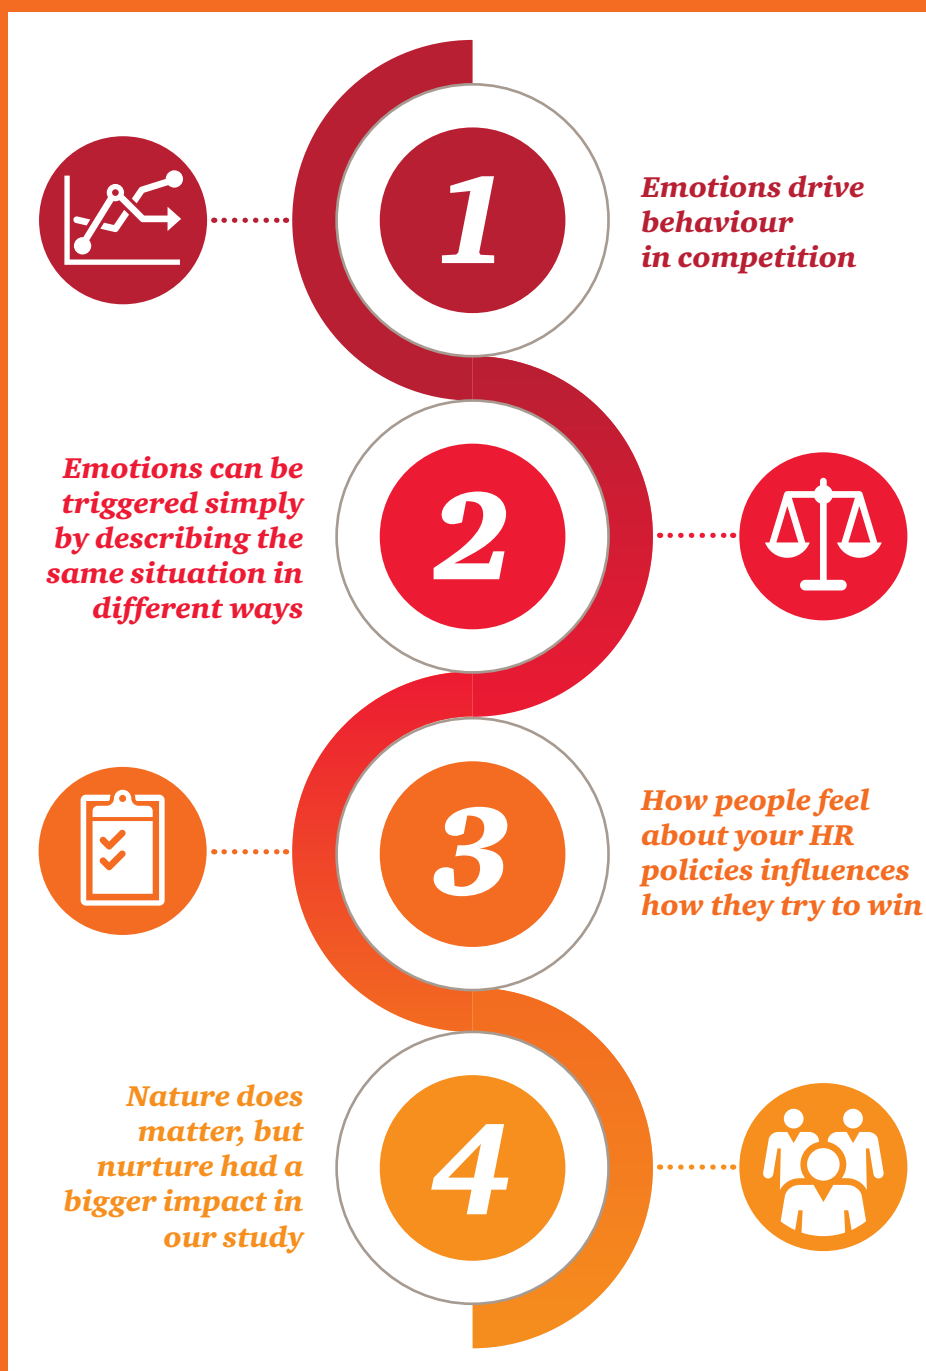 1
Emotions drive
behaviour
in competition
2
Emotions can be
triggered simply
by describing the
same situation in
different ways
3
How people feel
about your HR
policies influences
how they try to win
4
Nature does
matter, but
nurture had a
bigger impact in
our study